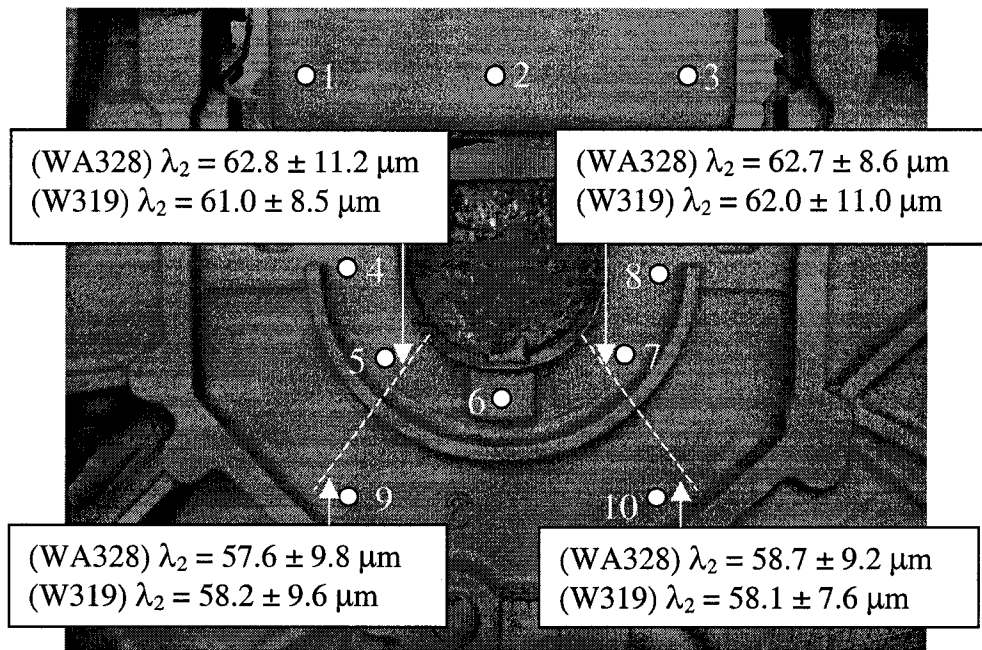 1 2 3
(WA328) λ₂ = 62.8 ± 11.2 μm
(W319) λ₂ = 61.0 ± 8.5 μm
(WA328) λ₂ = 62.7 ± 8.6 μm
(W319) λ₂ = 62.0 ± 11.0 μm
4 8
5 7
6
9 10
(WA328) λ₂ = 57.6 ± 9.8 μm
(W319) λ₂ = 58.2 ± 9.6 μm
(WA328) λ₂ = 58.7 ± 9.2 μm
(W319) λ₂ = 58.1 ± 7.6 μm